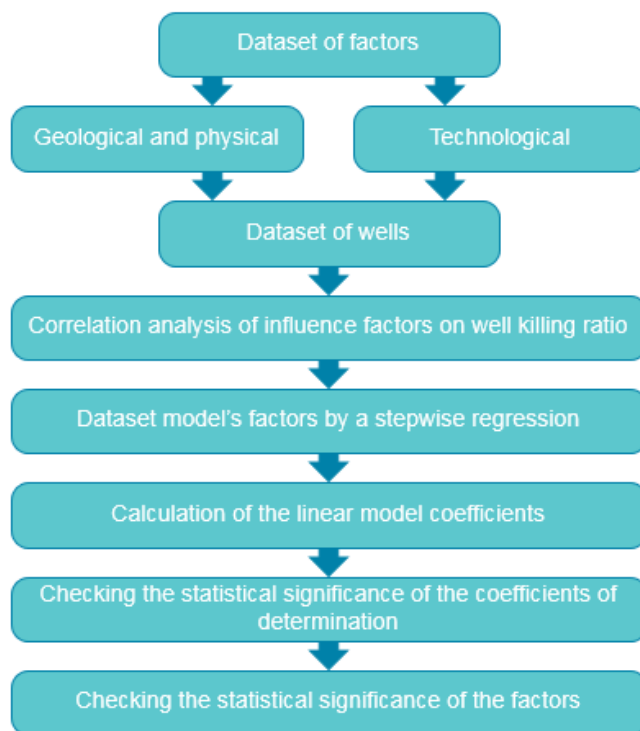 Dataset of factors
Geological and physical
Technological
Dataset of wells
Correlation analysis of influence factors on well killing ratio
Dataset model's factors by a stepwise regression
Calculation of the linear model coefficients
Checking the statistical significance of the coefficients of
determination
Checking the statistical significance of the factors